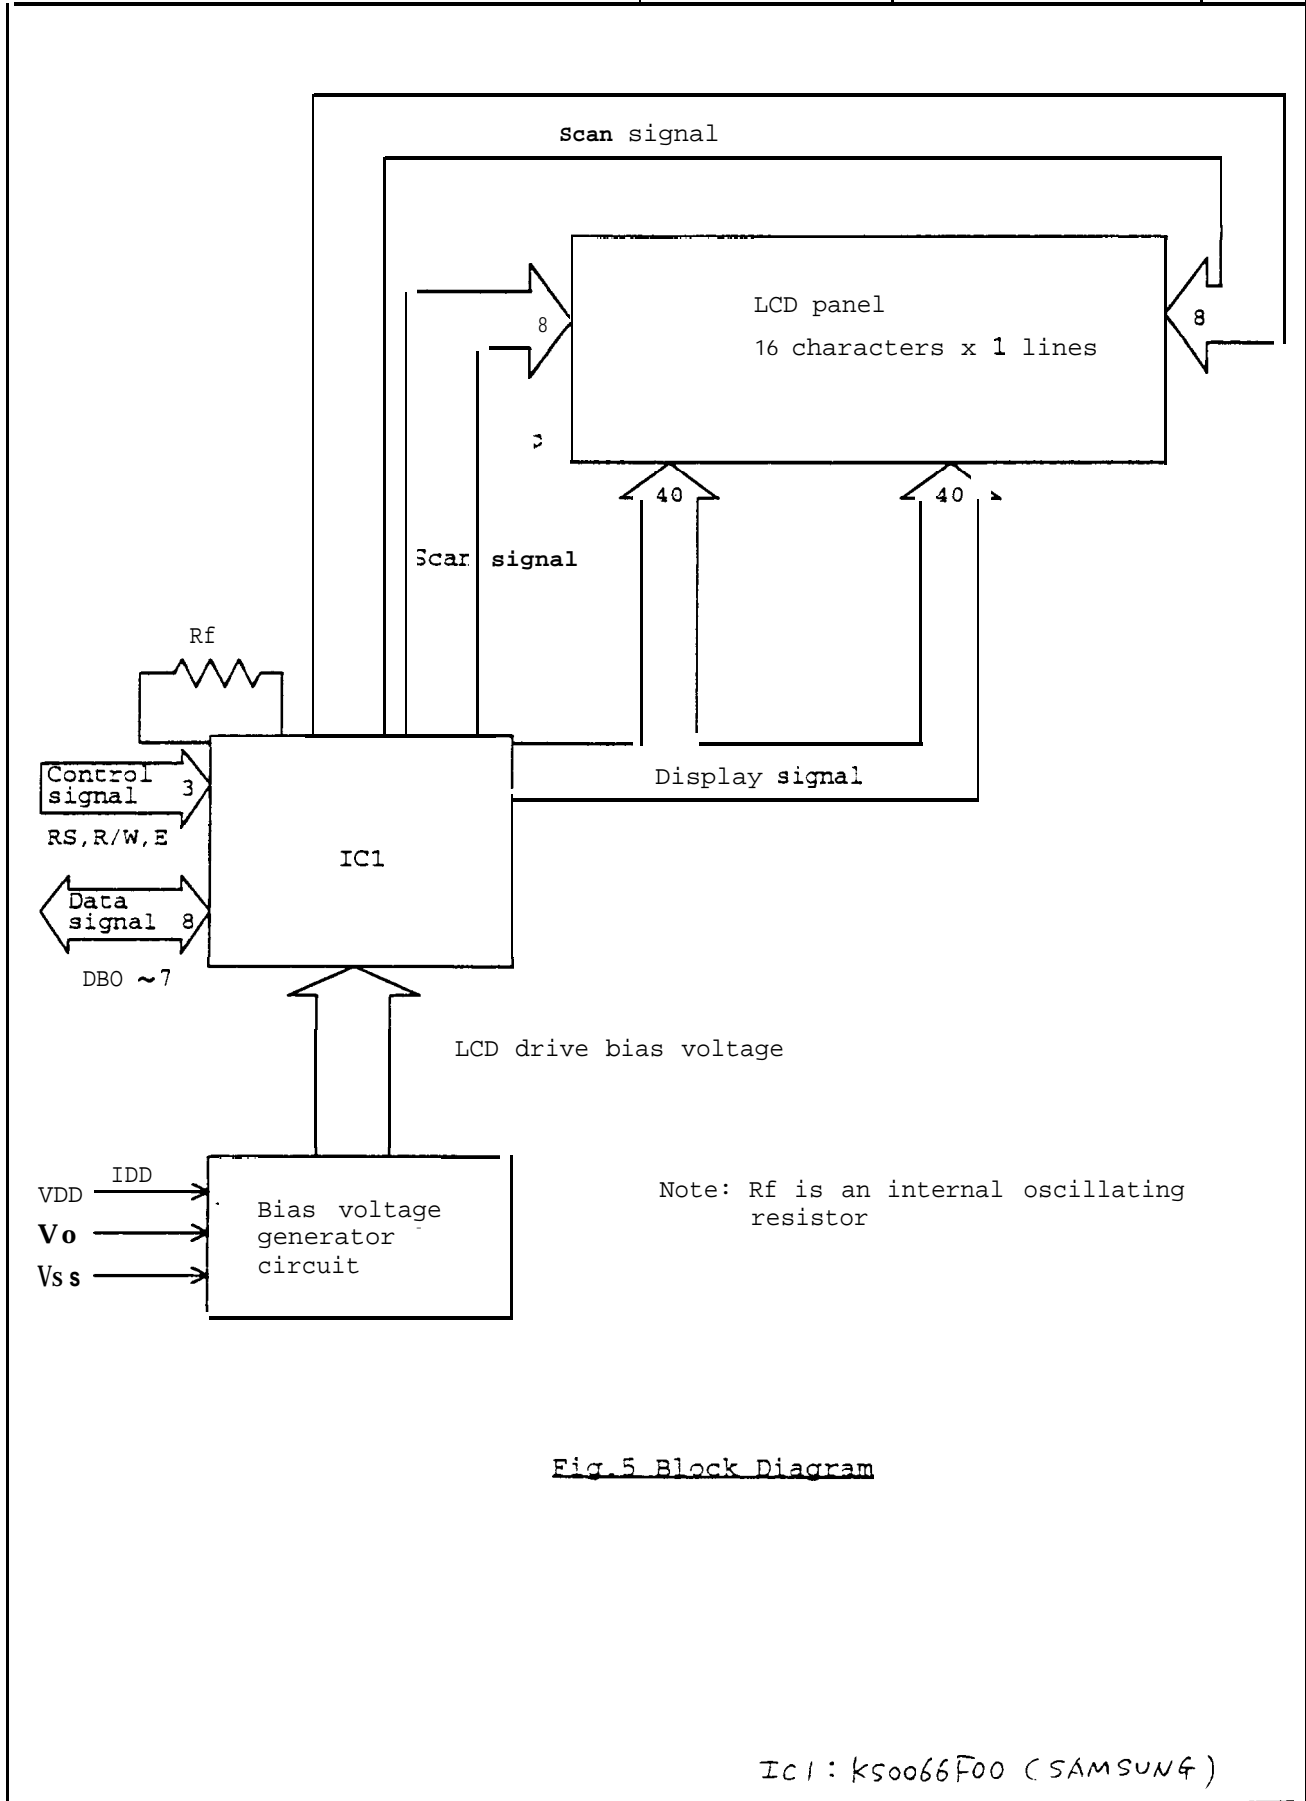 Scan signal
LCD panel
16 characters x 1 lines
8
8
40
40
Scan signal
Rf
Control
signal 3
RS,R/W,E
Display signal
IC1
Data
signal 8
DB0 ~7
LCD drive bias voltage
IDD
VDD
Vo
Vss
Bias voltage
generator
circuit
Note: Rf is an internal oscillating
resistor
Fig.5 Block Diagram
IC1: KS0066F00 (SAMSUNG)